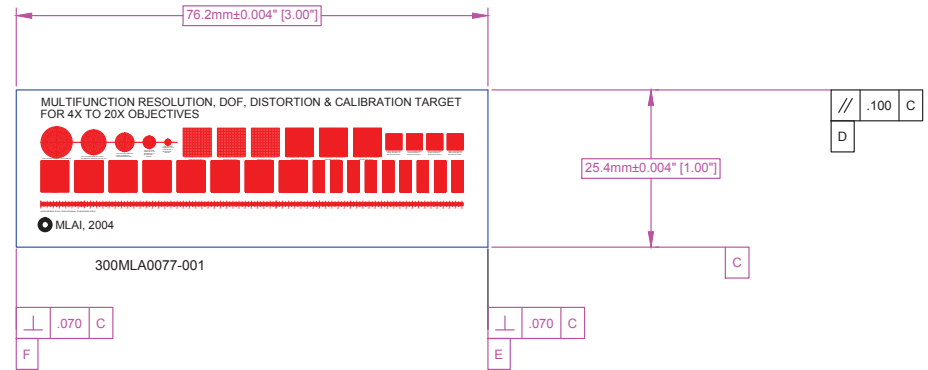 76.2mm±0.004" [3.00"]
MULTIFUNCTION RESOLUTION, DOF, DISTORTION & CALIBRATION TARGET
FOR 4X TO 20X OBJECTIVES
// .100 C
D
25.4mm±0.004" [1.00"]
MLAI, 2004
300MLA0077-001
C
⊥ .070 C
F
⊥ .070 C
E